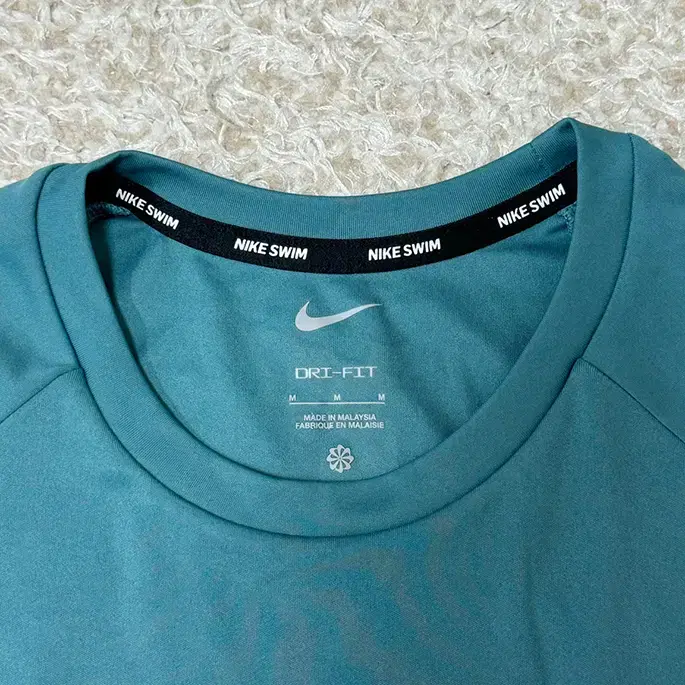 NIKE SWIM NIKE SWIM NIKE SWIM NIKE SWIM
DRI-FIT
M M M
MADE IN MALAYSIA
FABRIQUE EN MALAISIE